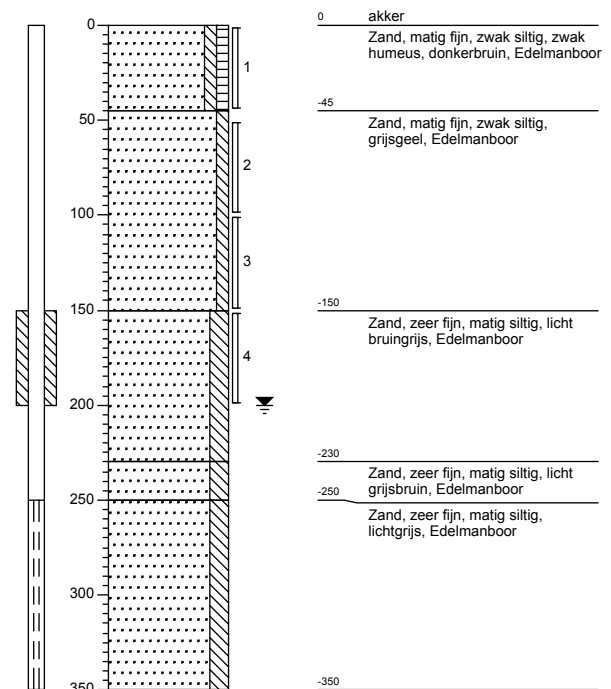 0
50
100
150
200
250
300
350
1
2
3
4
0 akker
Zand, matig fijn, zwak siltig, zwak
humeus, donkerbruin, Edelmanboor
-45
Zand, matig fijn, zwak siltig,
grijsgeel, Edelmanboor
-150
Zand, zeer fijn, matig siltig, licht
bruingrijs, Edelmanboor
-230
Zand, zeer fijn, matig siltig, licht
grijsbruin, Edelmanboor
-250
Zand, zeer fijn, matig siltig,
lichtgrijs, Edelmanboor
-350